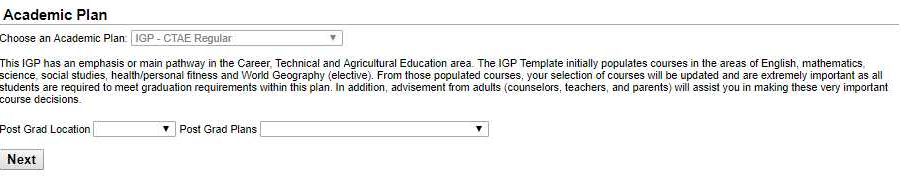 Academic Plan
Choose an Academic Plan: IGP - CTAE Regular
This IGP has an emphasis or main pathway in the Career, Technical and Agricultural Education area. The IGP Template initially populates courses in the areas of English, mathematics,
science, social studies, health/personal fitness and World Geography (elective). From those populated courses, your selection of courses will be updated and are extremely important as all
students are required to meet graduation requirements within this plan. In addition, advisement from adults (counselors, teachers, and parents) will assist you in making these very important
course decisions.
Post Grad Location Post Grad Plans
Next